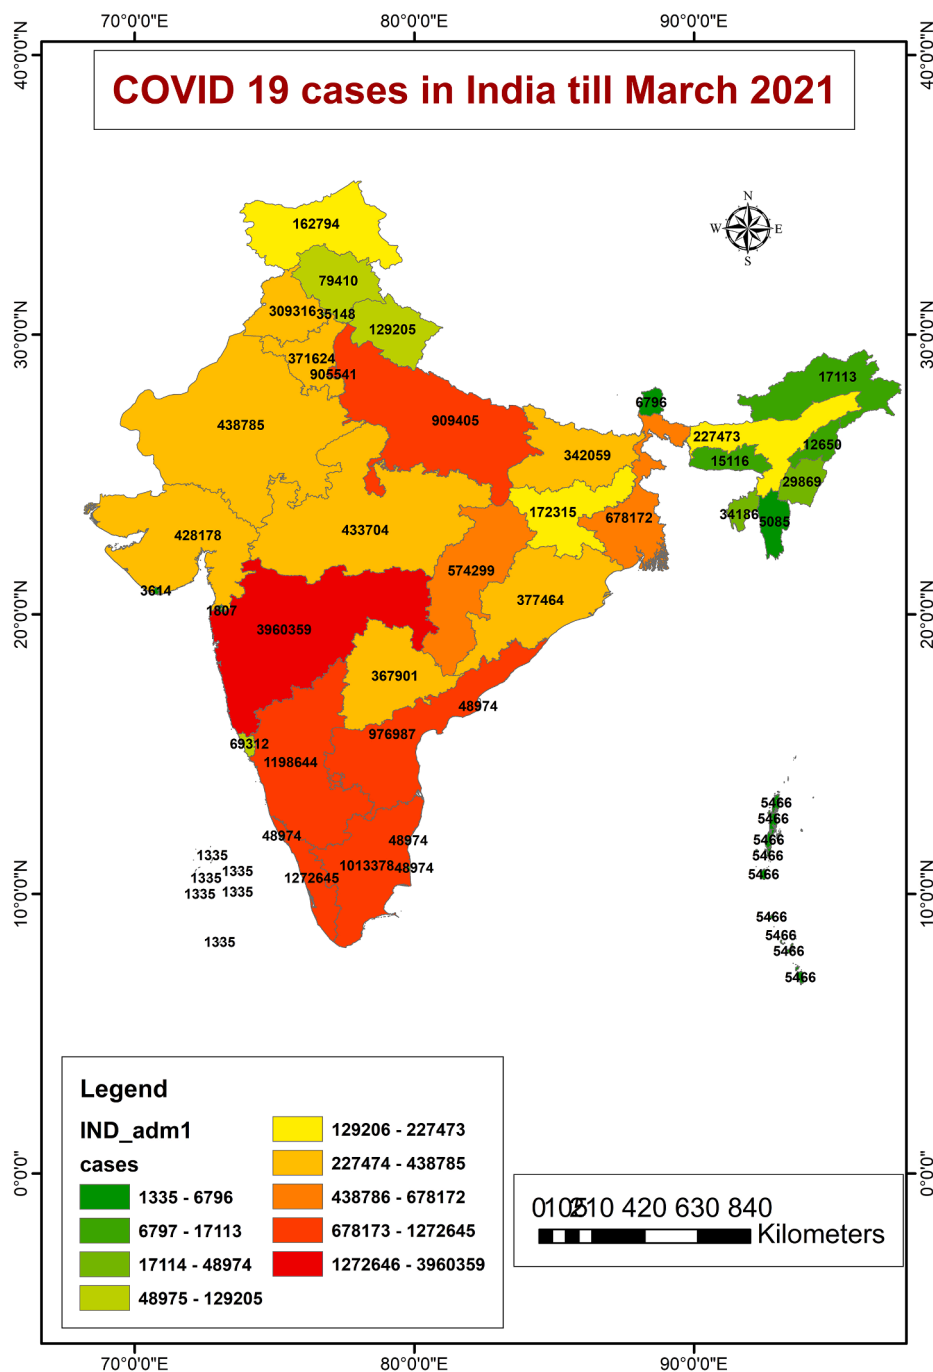 70°0'0"E 80°0'0"E 90°0'0"E
40°0'0"N 40°0'0"N
COVID 19 cases in India till March 2021
N
W E
S
162794
79410
309316 35148
129205
30°0'0"N 30°0'0"N
371624
905541
17113
6796
438785
909405
227473
12650
342059
15116
29869
172315
34186 5085
678172
433704
428178
574299
3614
377464
1807
20°0'0"N 20°0'0"N
3960359
367901
48974
976987
69312
1198644
5466
5466
48974
48974
5466
1335
5466
1013378
48974
1335
1335
1272645
5466
1335
1335
10°0'0"N 10°0'0"N
5466
5466
1335
5466
5466
Legend
IND_adm1
cases
1335 - 6796
6797 - 17113
17114 - 48974
48975 - 129205
129206 - 227473
227474 - 438785
438786 - 678172
678173 - 1272645
1272646 - 3960359
0°0'0" 0°0'0"
0 105 210 420 630 840
Kilometers
70°0'0"E 80°0'0"E 90°0'0"E